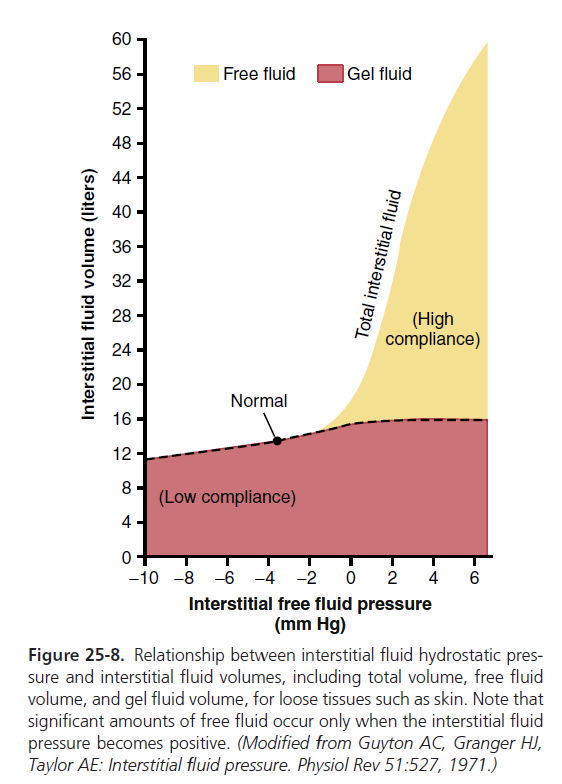 60
56
52
48
44
40
36
32
28
24
20
16
12
8
4
0
Interstitial fluid volume (liters)
Free fluid
Gel fluid
Total interstitial fluid
(High
compliance)
Normal
(Low compliance)
−10 −8 −6 −4 −2 0 2 4 6
Interstitial free fluid pressure
(mm Hg)
Figure 25-8. Relationship between interstitial fluid hydrostatic pres-
sure and interstitial fluid volumes, including total volume, free fluid
volume, and gel fluid volume, for loose tissues such as skin. Note that
significant amounts of free fluid occur only when the interstitial fluid
pressure becomes positive. (Modified from Guyton AC, Granger HJ,
Taylor AE: Interstitial fluid pressure. Physiol Rev 51:527, 1971.)